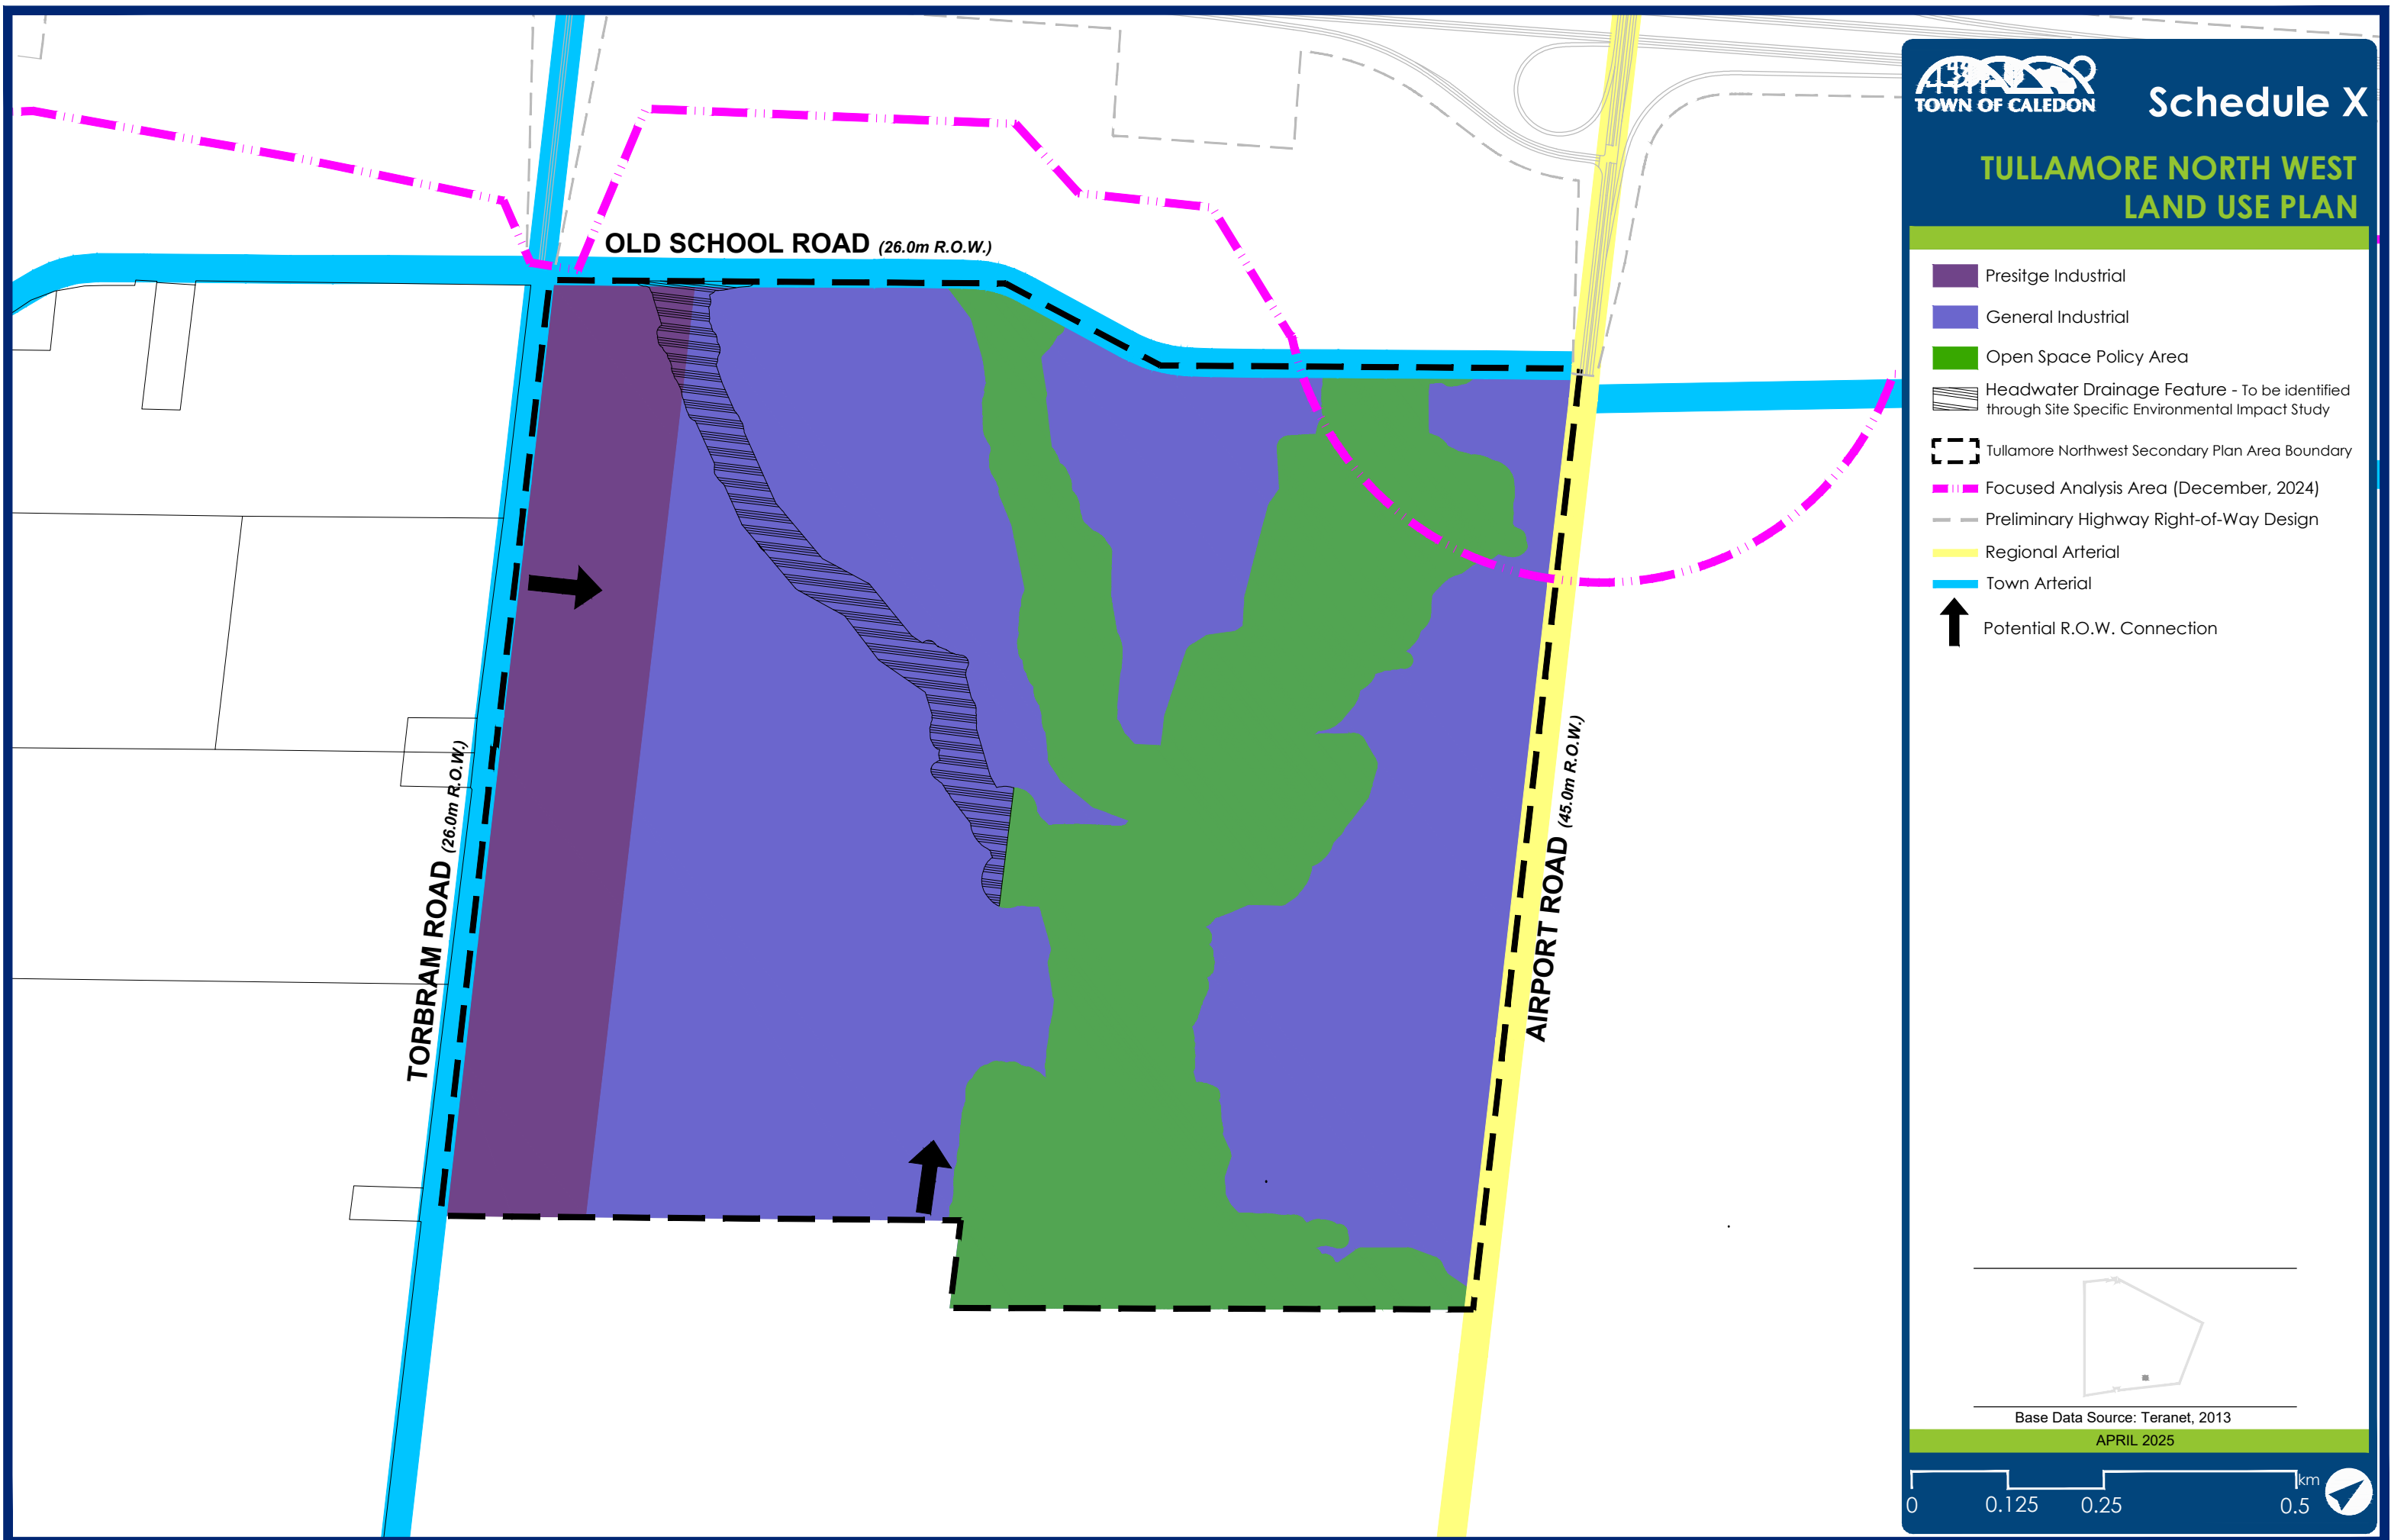 TOWN OF CALEDON
Schedule X
TULLAMORE NORTH WEST
LAND USE PLAN
Presitge Industrial
General Industrial
Open Space Policy Area
Headwater Drainage Feature - To be identified
through Site Specific Environmental Impact Study
Tullamore Northwest Secondary Plan Area Boundary
Focused Analysis Area (December, 2024)
Preliminary Highway Right-of-Way Design
Regional Arterial
Town Arterial
Potential R.O.W. Connection
OLD SCHOOL ROAD (26.0m R.O.W.)
TORBRAM ROAD (26.0m R.O.W.)
AIRPORT ROAD (45.0m R.O.W.)
Base Data Source: Teranet, 2013
APRIL 2025
km
0 0.125 0.25 0.5